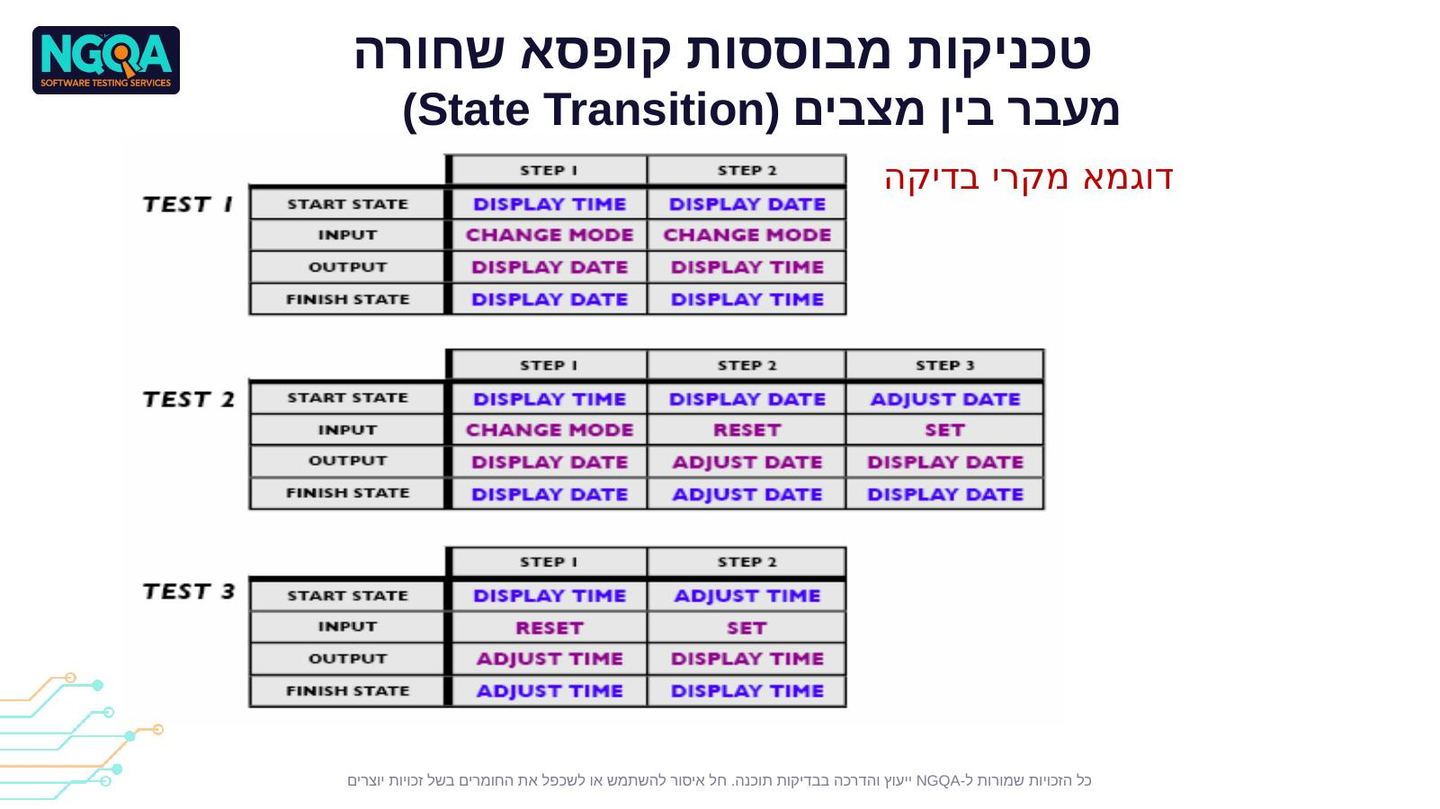 NGQA
SOFTWARE TESTING SERVICES
טכניקות מבוססות קופסא שחורה
מעבר בין מצבים (State Transition)
דוגמא מקרי בדיקה
STEP 1 STEP 2
TEST 1 START STATE DISPLAY TIME DISPLAY DATE
INPUT CHANGE MODE CHANGE MODE
OUTPUT DISPLAY DATE DISPLAY TIME
FINISH STATE DISPLAY DATE DISPLAY TIME
STEP 1 STEP 2 STEP 3
TEST 2 START STATE DISPLAY TIME DISPLAY DATE ADJUST DATE
INPUT CHANGE MODE RESET SET
OUTPUT DISPLAY DATE ADJUST DATE DISPLAY DATE
FINISH STATE DISPLAY DATE ADJUST DATE DISPLAY DATE
STEP 1 STEP 2
TEST 3 START STATE DISPLAY TIME ADJUST TIME
INPUT RESET SET
OUTPUT ADJUST TIME DISPLAY TIME
FINISH STATE ADJUST TIME DISPLAY TIME
כל הזכויות שמורות ל-NGQA ייעוץ והדרכה בבדיקות תוכנה. חל איסור להשתמש או לשכפל את החומרים בשל זכויות יוצרים